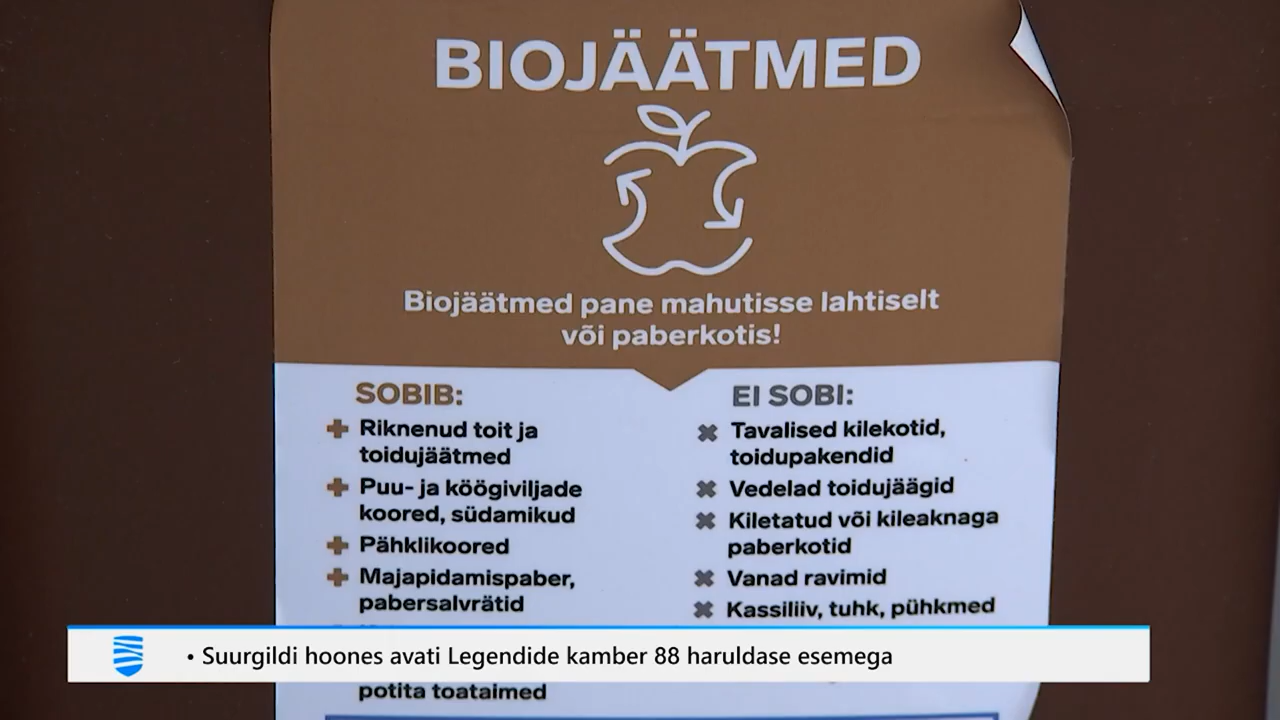 BIOJÄÄTMED
Biojäätmed pane mahutisse lahtiselt
või paberkotis!
SOBIB:
Riknenud toit ja
toidujäätmed
Puu- ja köögiviljade
koored, südamikud
Pähklikoored
Majapidamispaber,
pabersalvrätid
potita toataimed
EI SOBI:
Tavalised kilekotid,
toidupakendid
Vedelad toidujäägid
Kiletatud või kileaknaga
paberkotid
Vanad ravimid
Kassiliiv, tuhk, pühkmed
• Suurgildi hoones avati Legendide kamber 88 haruldase esemega